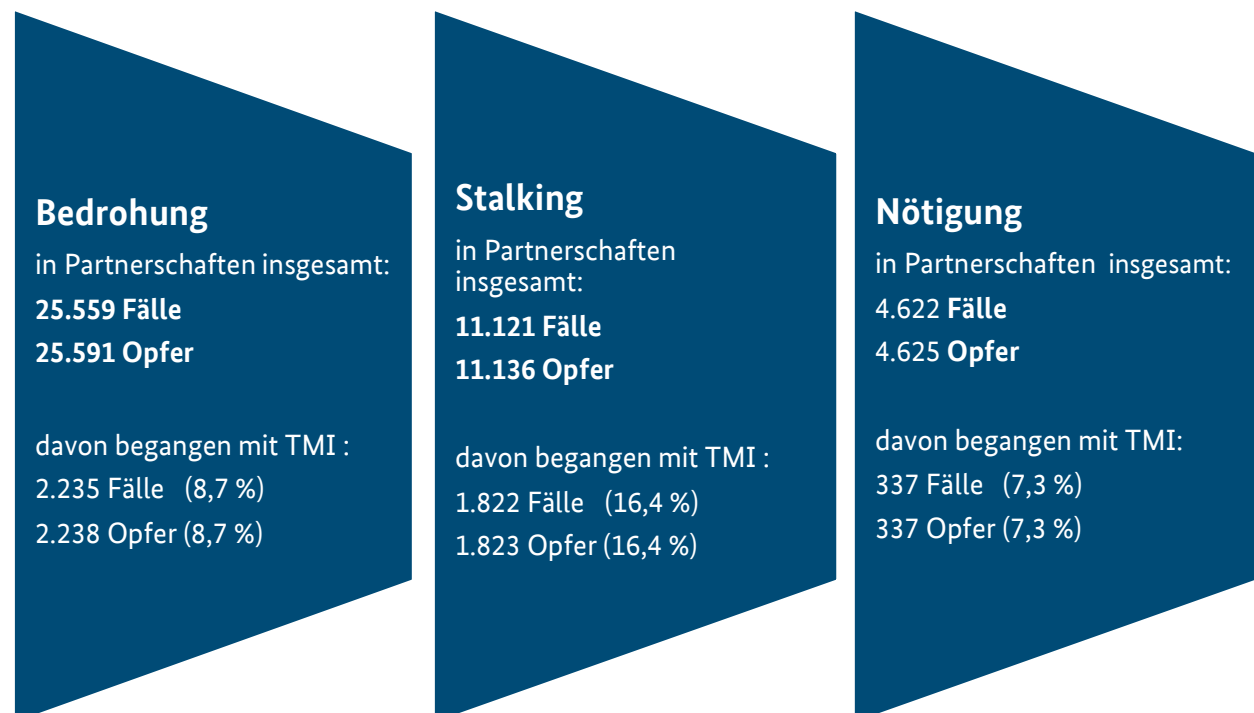 Bedrohung
in Partnerschaften insgesamt:
25.559 Fälle
25.591 Opfer
davon begangen mit TMI :
2.235 Fälle (8,7 %)
2.238 Opfer (8,7 %)
Stalking
in Partnerschaften
insgesamt:
11.121 Fälle
11.136 Opfer
davon begangen mit TMI :
1.822 Fälle (16,4 %)
1.823 Opfer (16,4 %)
Nötigung
in Partnerschaften insgesamt:
4.622 Fälle
4.625 Opfer
davon begangen mit TMI:
337 Fälle (7,3 %)
337 Opfer (7,3 %)